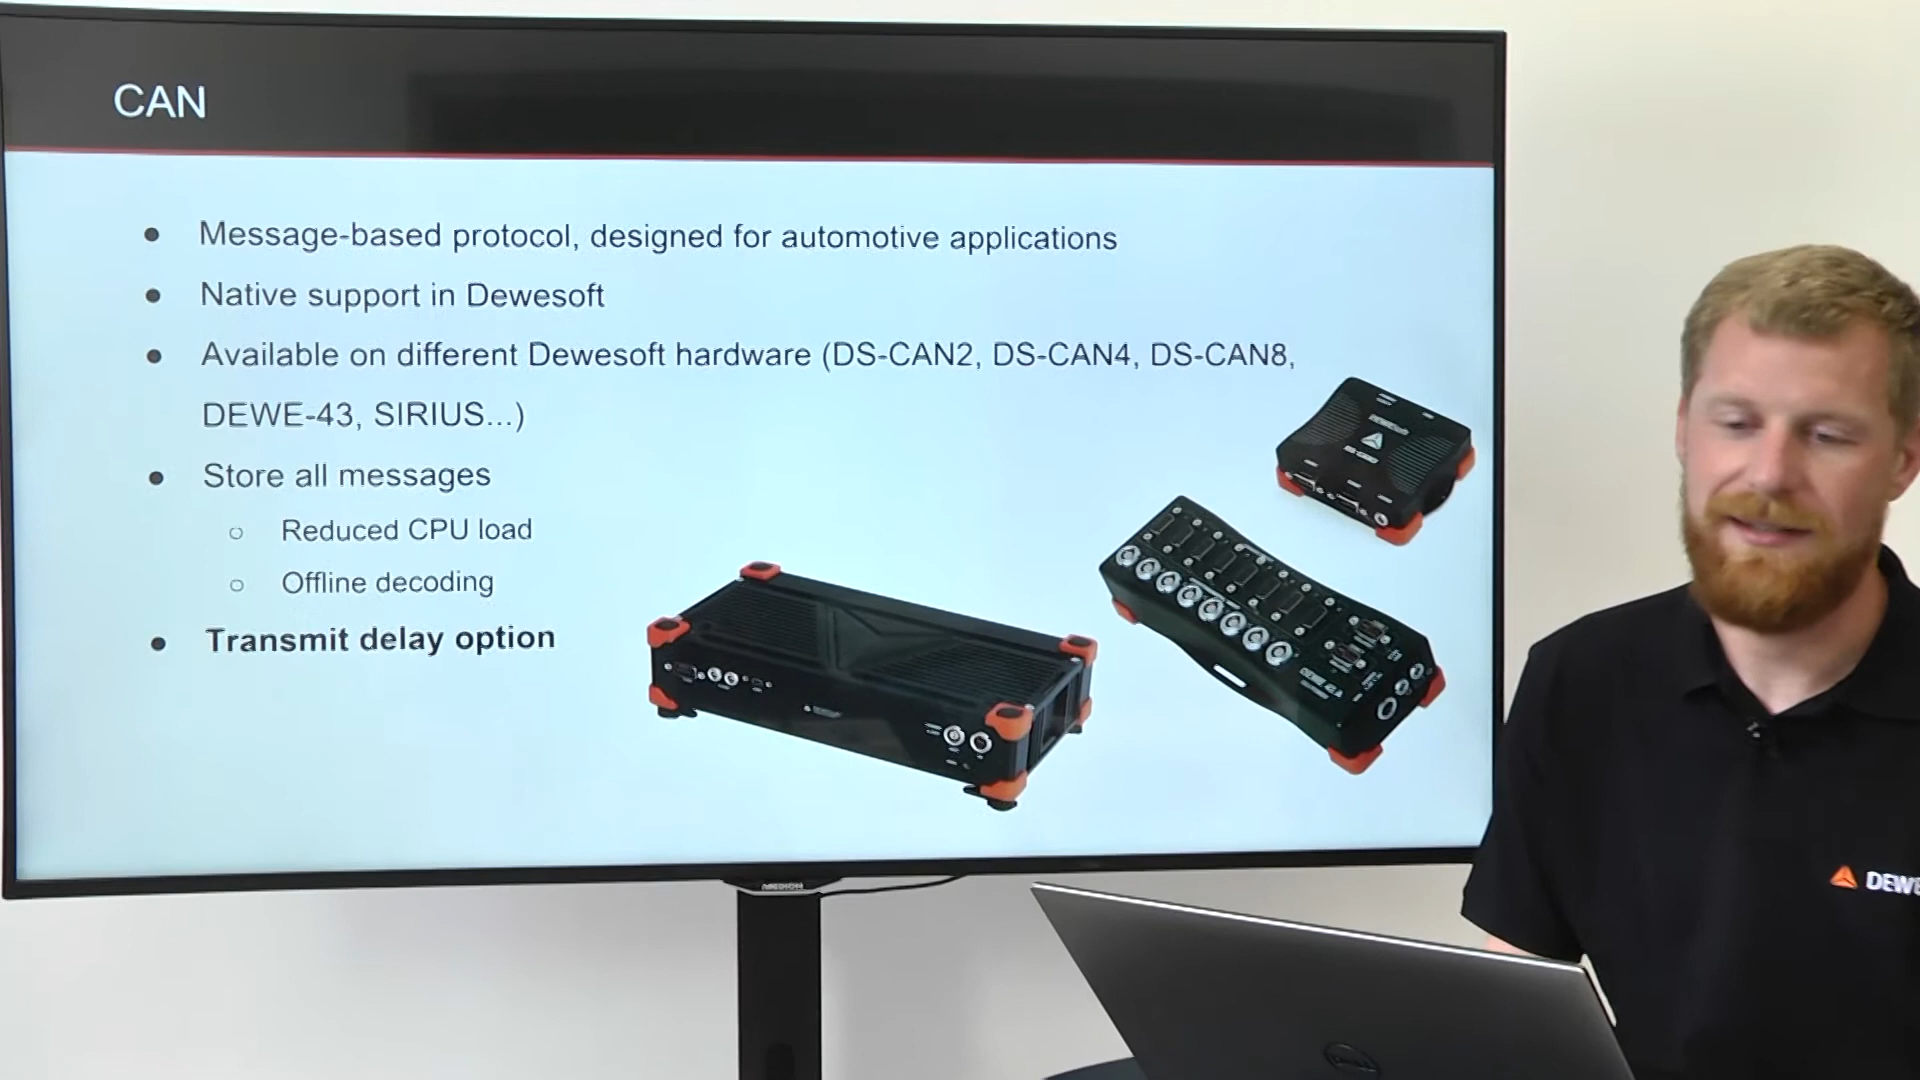 CAN
● Message-based protocol, designed for automotive applications
● Native support in Dewesoft
● Available on different Dewesoft hardware (DS-CAN2, DS-CAN4, DS-CAN8,
DEWE-43, SIRIUS...)
● Store all messages
○ Reduced CPU load
○ Offline decoding
● Transmit delay option
MEDION
DEWE
DELL